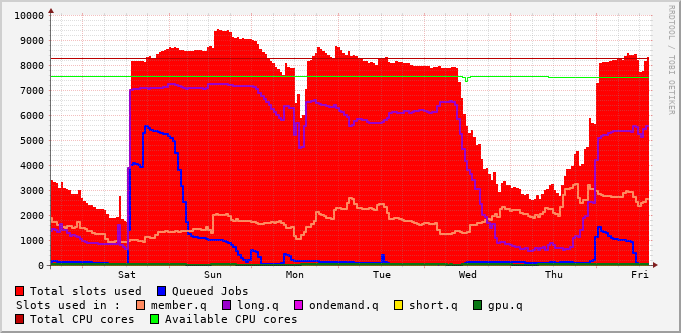 RRDTOOL / TOBI OETIKER
10000
9000
8000
7000
6000
5000
4000
3000
2000
1000
0
Sat Sun Mon Tue Wed Thu Fri
Total slots used Queued Jobs
Slots used in : member.q long.q ondemand.q short.q gpu.q
Total CPU cores Available CPU cores